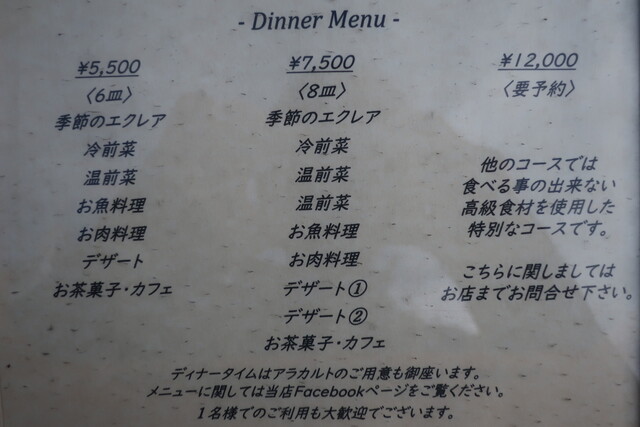 - Dinner Menu -
¥5,500
〈6皿〉
季節のエクレア
冷前菜
温前菜
お魚料理
お肉料理
デザート
お茶菓子・カフェ
¥7,500
〈8皿〉
季節のエクレア
冷前菜
温前菜
温前菜
お魚料理
お肉料理
デザート①
デザート②
お茶菓子・カフェ
¥12,000
〈要予約〉
他のコースでは
食べる事の出来ない
高級食材を使用した
特別なコースです。
こちらに関しましては
お店までお問合せ下さい。
ディナータイムはアラカルトのご用意も御座います。
メニューに関しては当店Facebookページをご覧ください。
１名様でのご利用も大歓迎でございます。